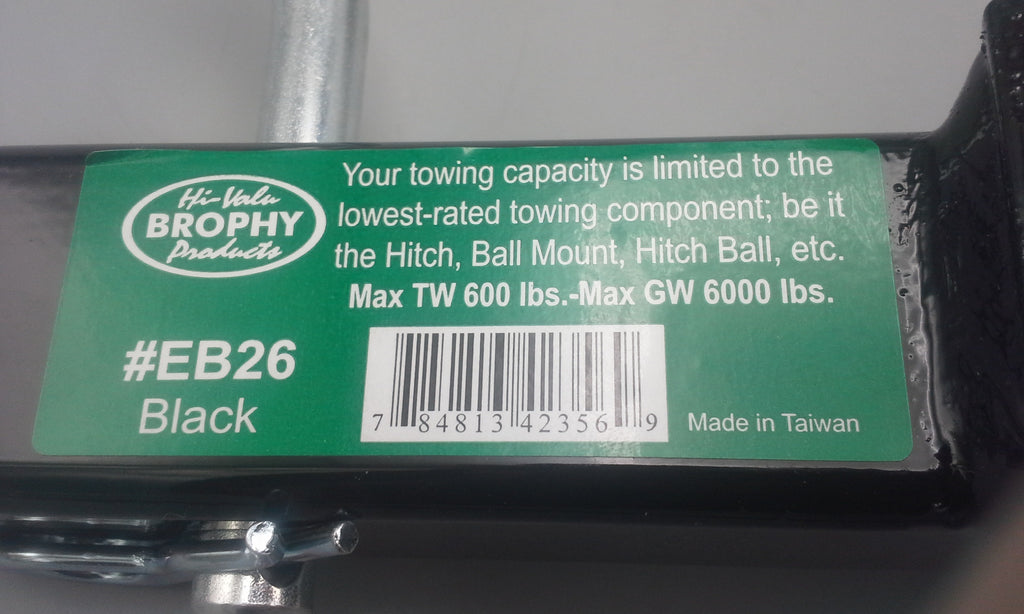 Hi-Valu
BROPHY
Products
Your towing capacity is limited to the
lowest-rated towing component; be it
the Hitch, Ball Mount, Hitch Ball, etc.
Max TW 600 lbs.-Max GW 6000 lbs.
#EB26
Black
7 84813 42356 9
Made in Taiwan